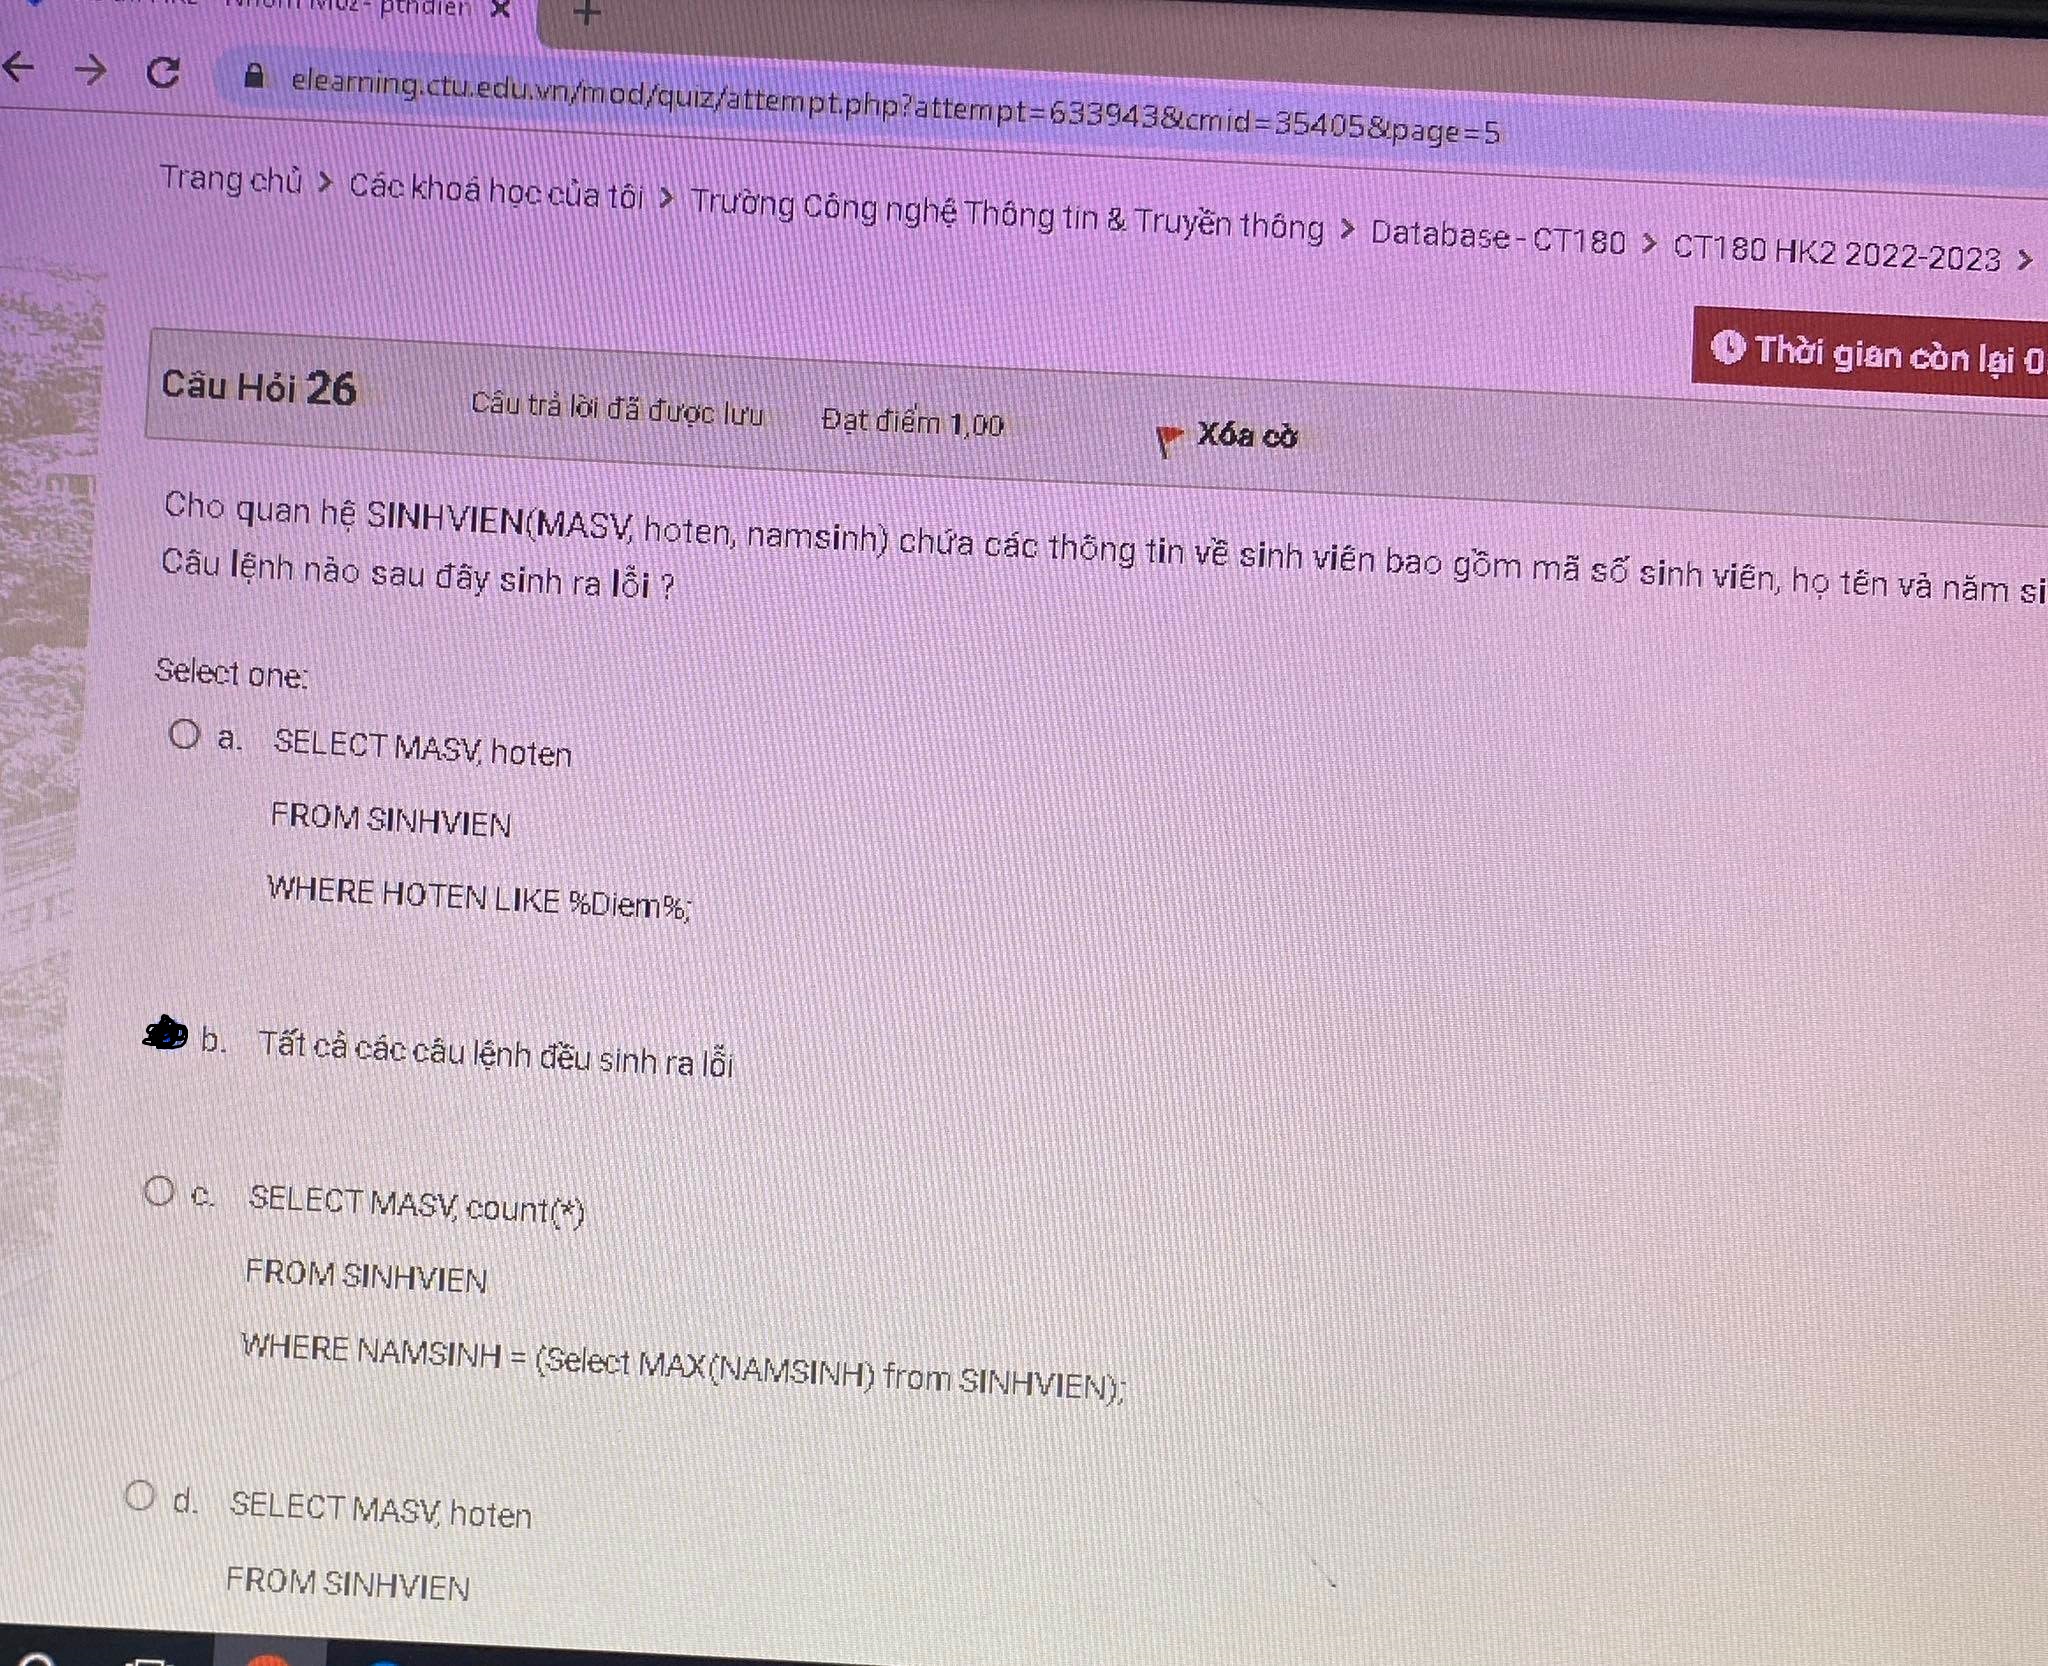 pthdien
elearning.ctu.edu.vn/mod/quiz/attempt.php?attempt=633943&cmid=35405&page=5
Trang chủ > Các khoá học của tôi > Trường Công nghệ Thông tin & Truyền thông > Database - CT180 > CT180 HK2 2022-2023 >
Thời gian còn lại 0
Câu Hỏi 26
Câu trả lời đã được lưu
Đạt điểm 1,00
Xóa cờ
Cho quan hệ SINHVIEN(MASV, hoten, namsinh) chứa các thông tin về sinh viên bao gồm mã số sinh viên, họ tên và năm si
Câu lệnh nào sau đây sinh ra lỗi ?
Select one:
a. SELECT MASV, hoten
FROM SINHVIEN
WHERE HOTEN LIKE %Diem%;
b. Tất cả các câu lệnh đều sinh ra lỗi
c. SELECT MASV, count(*)
FROM SINHVIEN
WHERE NAMSINH = (Select MAX(NAMSINH) from SINHVIEN);
d. SELECT MASV, hoten
FROM SINHVIEN